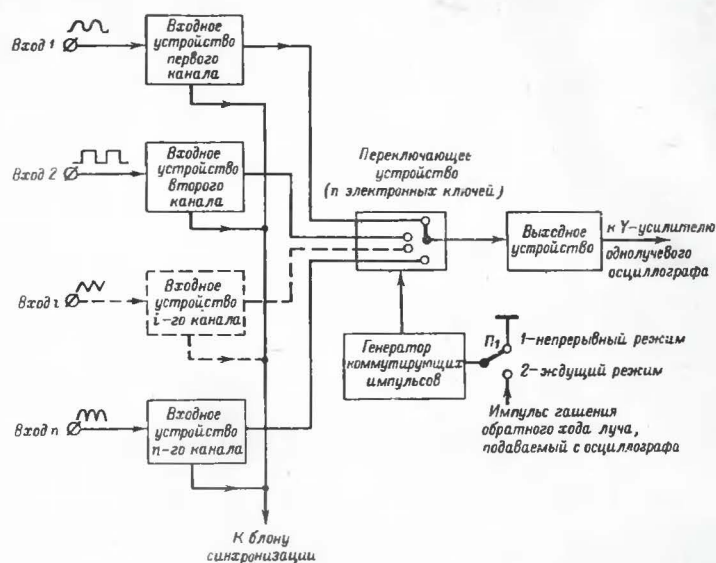 Вход 1
Входное
устройство
первого
канала
Вход 2
Входное
устройство
второго
канала
Переключающее
устройство
(n электронных ключей)
Выходное
устройство
к Y-усилителю
однолучевого
осциллографа
Вход i
Входное
устройство
i-го канала
Генератор
коммутирующих
импульсов
П1
1-непрерывный режим
2-ждущий режим
Импульс гашения
обратного хода луча,
подаваемый с осциллографа
Вход n
Входное
устройство
n-го канала
К блоку
синхронизации